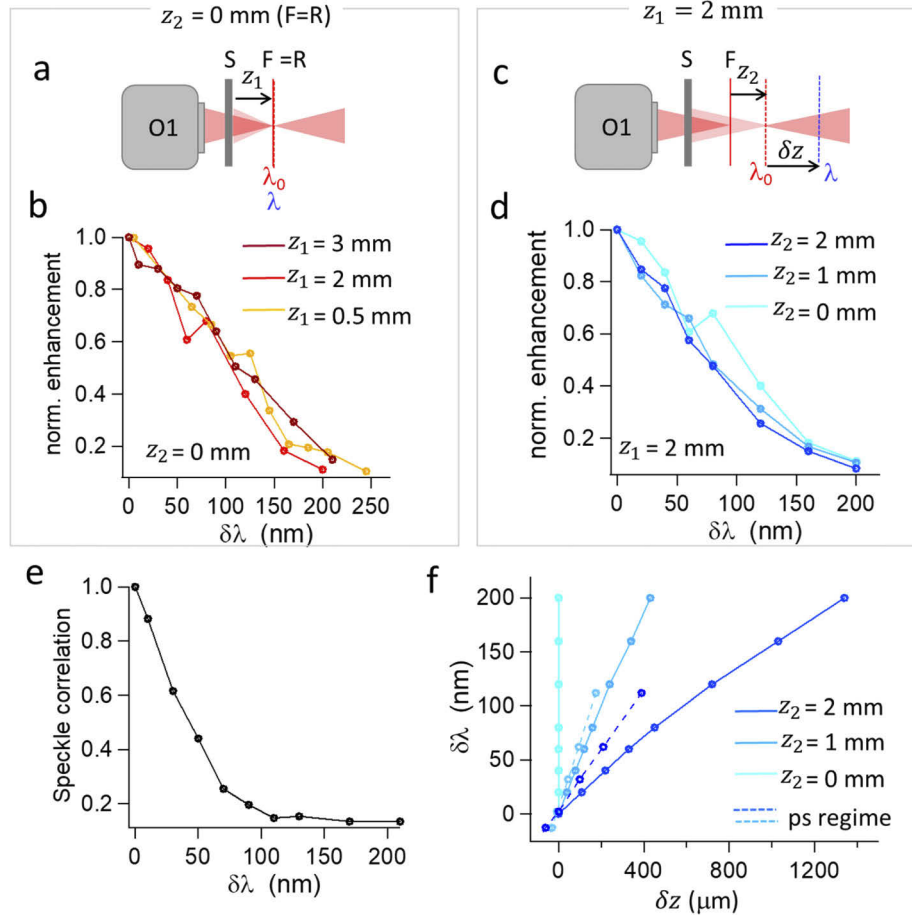 z₂ = 0 mm (F=R)
z₁ = 2 mm
a
S F =R
z₁
O1
λ₀
λ
c
S F
z₂
O1
δz
λ₀ λ
b
norm. enhancement
1.0
0.8
0.6
0.4
0.2
z₁ = 3 mm
z₁ = 2 mm
z₁ = 0.5 mm
z₂ = 0 mm
0 50 100 150 200 250
δλ (nm)
d
norm. enhancement
1.0
0.8
0.6
0.4
0.2
z₂ = 2 mm
z₂ = 1 mm
z₂ = 0 mm
z₁ = 2 mm
0 50 100 150 200
δλ (nm)
e
Speckle correlation
1.0
0.8
0.6
0.4
0.2
0 50 100 150 200
δλ (nm)
f
δλ (nm)
200
150
100
50
0
z₂ = 2 mm
z₂ = 1 mm
z₂ = 0 mm
ps regime
0 400 800 1200
δz (μm)